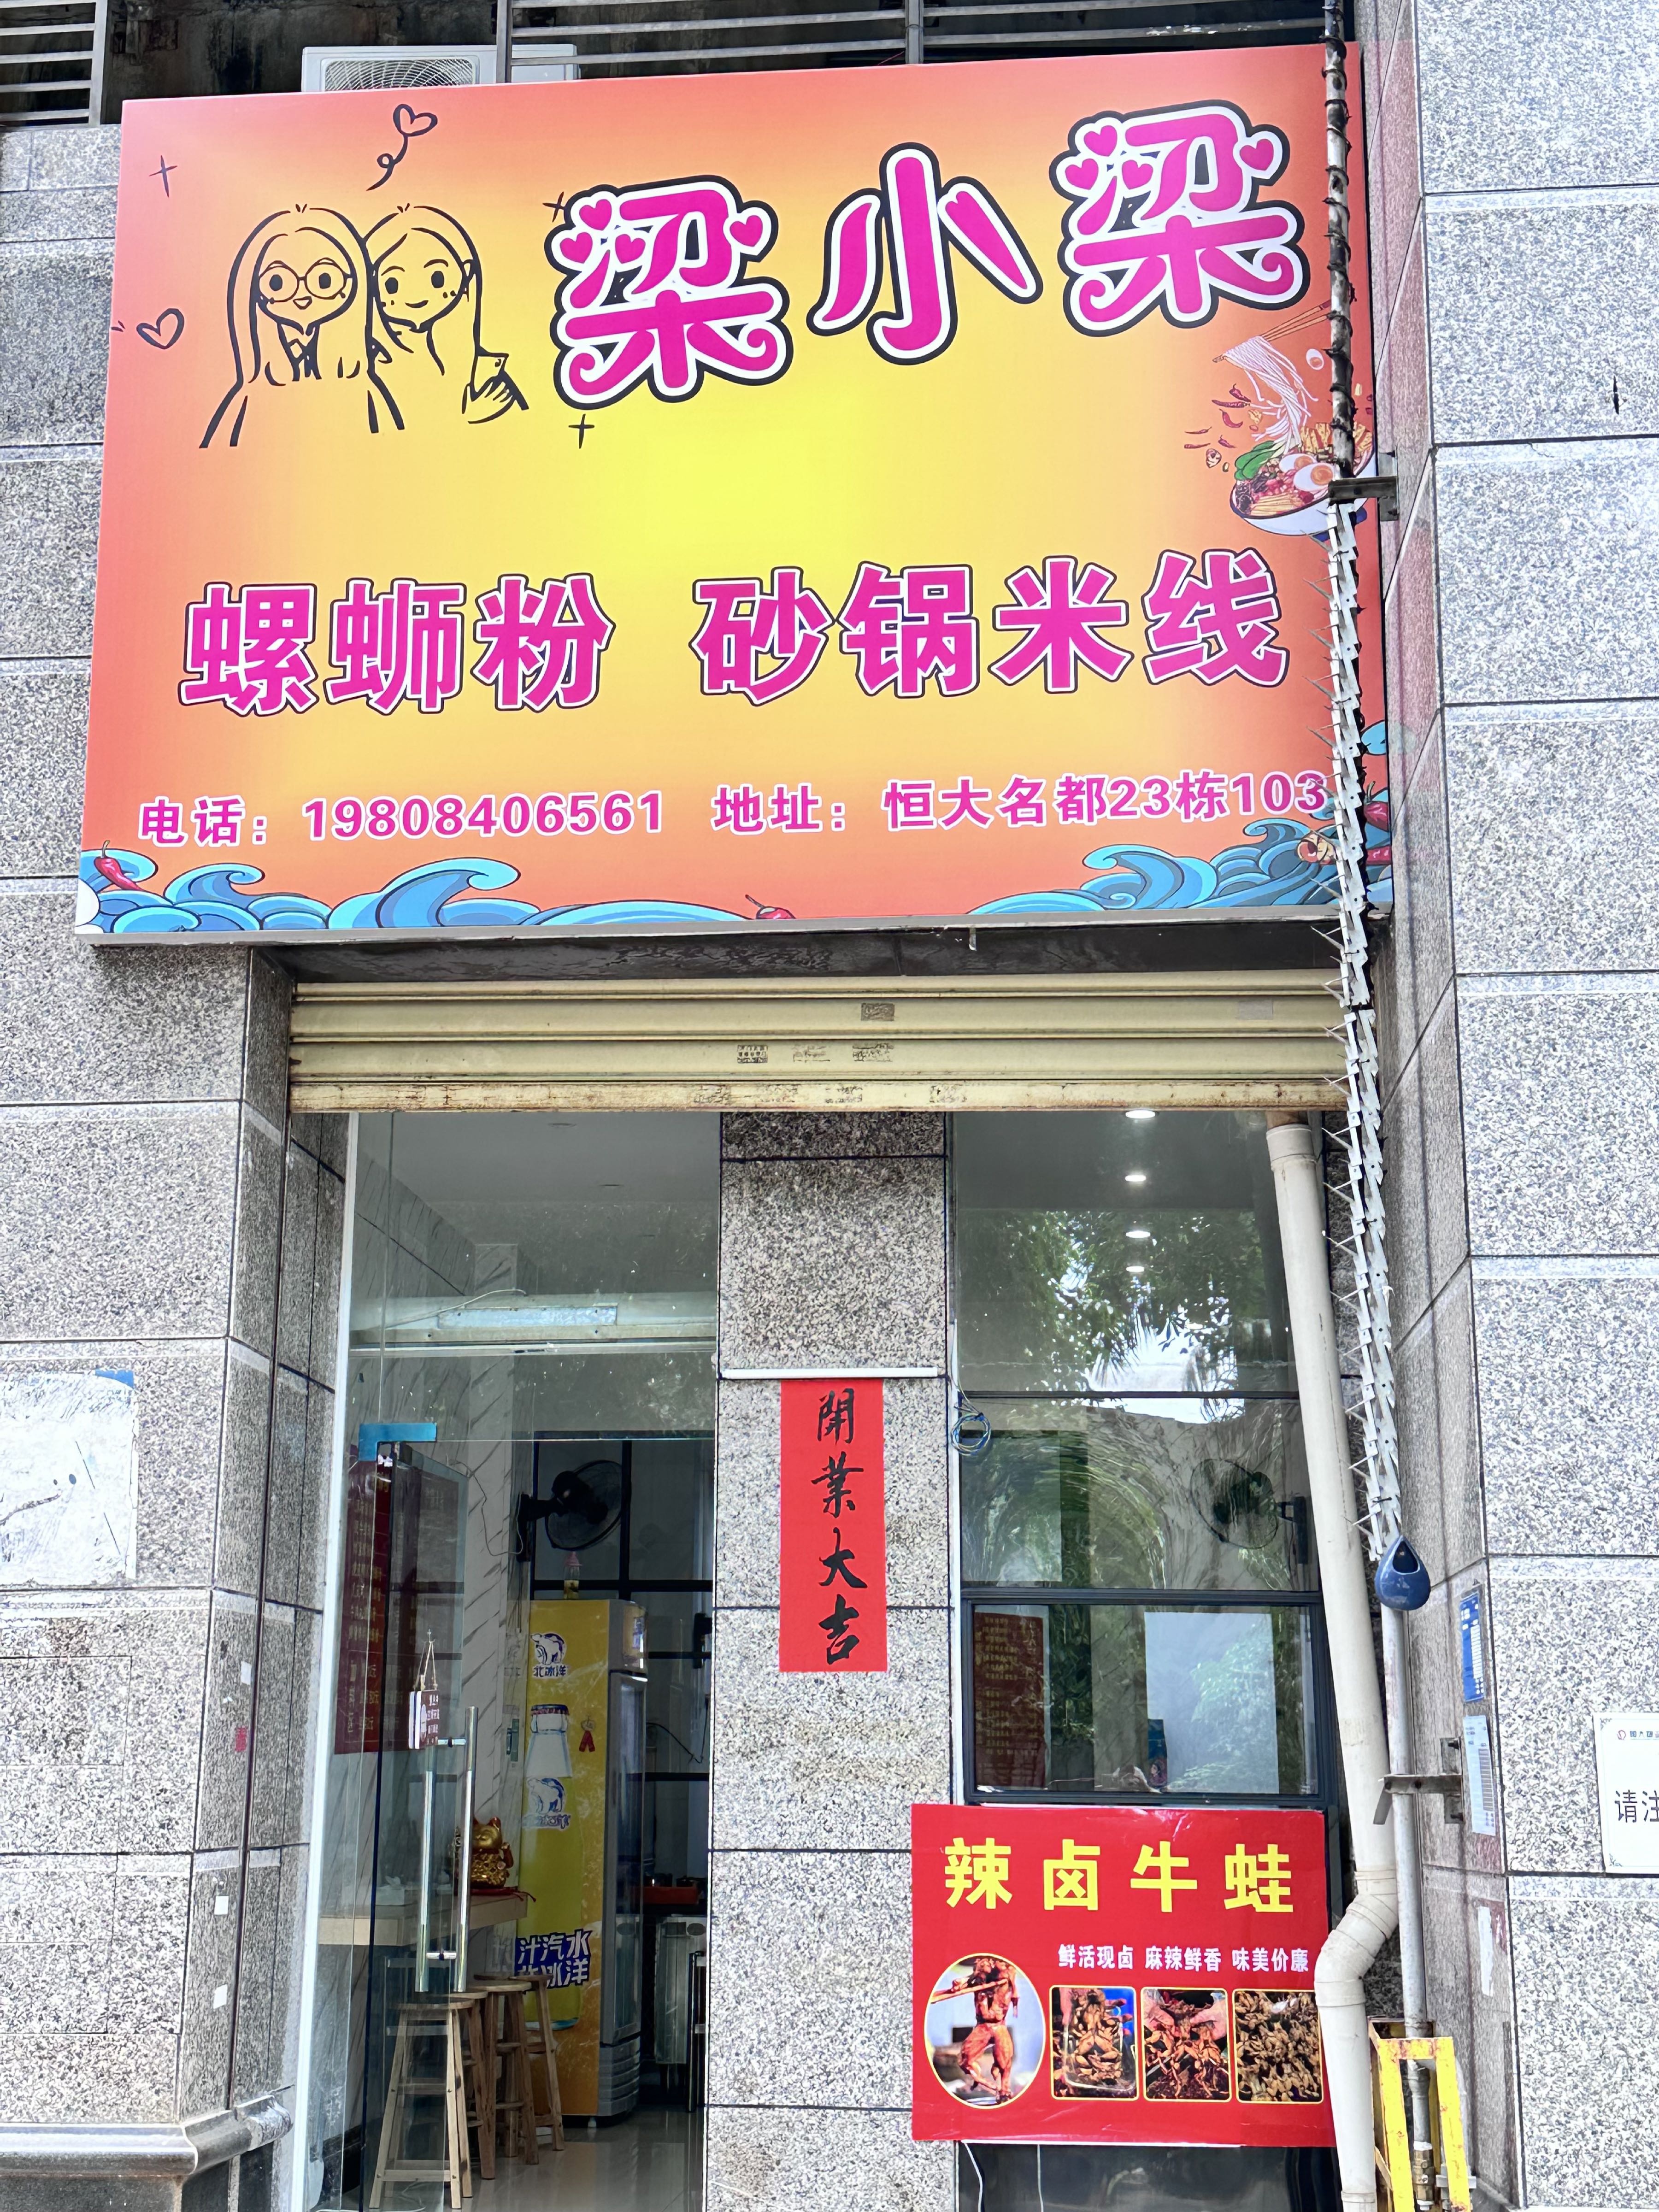 梁小梁
螺蛳粉 砂锅米线
电话：19808406561 地址：恒大名都23栋103
開業大吉
北冰洋
汁汽水
北冰洋
辣卤牛蛙
鲜活现卤 麻辣鲜香 味美价廉
请注